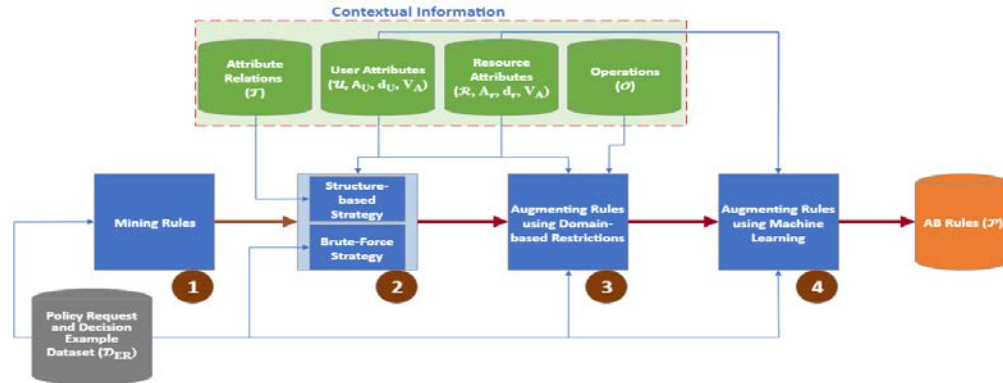 Contextual Information
Attribute
Relations
(𝒯)
User Attributes
(𝒰, A_U, d_U, V_A)
Resource
Attributes
(ℛ, A_r, d_r, V_A)
Operations
(𝒪)
Mining Rules
1
Structure-
based
Strategy
Brute-Force
Strategy
2
Augmenting Rules
using Domain-
based Restrictions
3
Augmenting Rules
using Machine
Learning
4
AB Rules (𝒫)
Policy Request
and Decision
Example
Dataset (𝒟_ER)